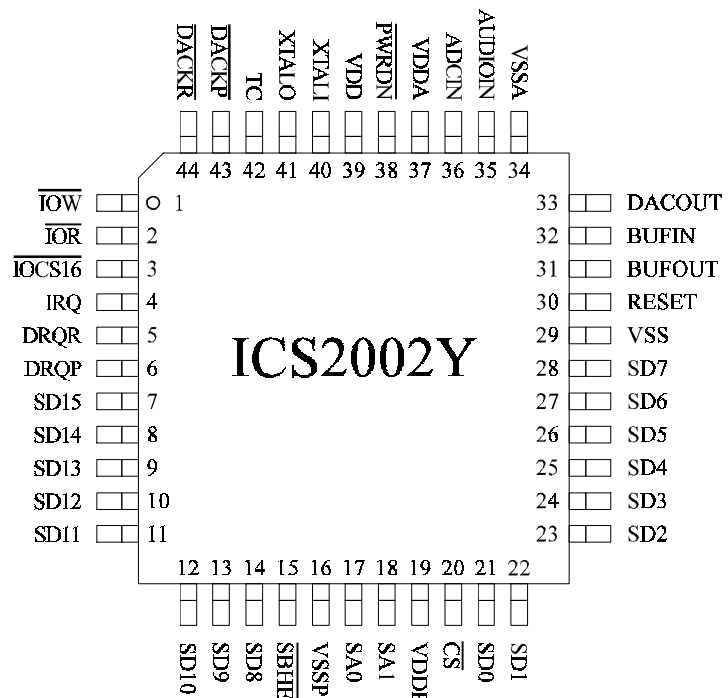 DACKR
DACKP
TC
XTALO
XTALI
VDD
PWRDN
VDDA
ADCIN
AUDIOIN
VSSA
44 43 42 41 40 39 38 37 36 35 34
IOW 1 33 DACOUT
IOR 2 32 BUFIN
IOCS16 3 31 BUFOUT
IRQ 4 30 RESET
DRQR 5 29 VSS
DRQP 6 28 SD7
ICS2002Y
SD15 7 27 SD6
SD14 8 26 SD5
SD13 9 25 SD4
SD12 10 24 SD3
SD11 11 23 SD2
12 13 14 15 16 17 18 19 20 21 22
SD10
SD9
SD8
SBHE
VSSP
SA0
SA1
VDDP
CS
SD0
SD1